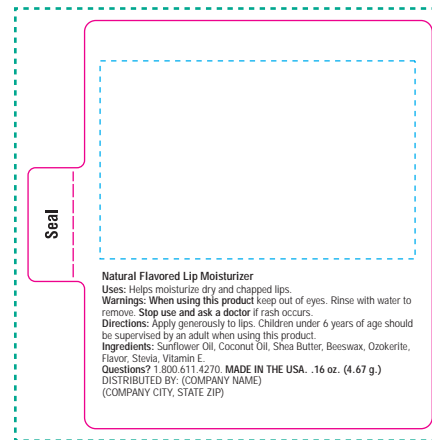 Seal
Natural Flavored Lip Moisturizer
Uses: Helps moisturize dry and chapped lips.
Warnings: When using this product keep out of eyes. Rinse with water to
remove. Stop use and ask a doctor if rash occurs.
Directions: Apply generously to lips. Children under 6 years of age should
be supervised by an adult when using this product.
Ingredients: Sunflower Oil, Coconut Oil, Shea Butter, Beeswax, Ozokerite,
Flavor, Stevia, Vitamin E.
Questions? 1.800.611.4270. MADE IN THE USA. .16 oz. (4.67 g.)
DISTRIBUTED BY: (COMPANY NAME)
(COMPANY CITY, STATE ZIP)